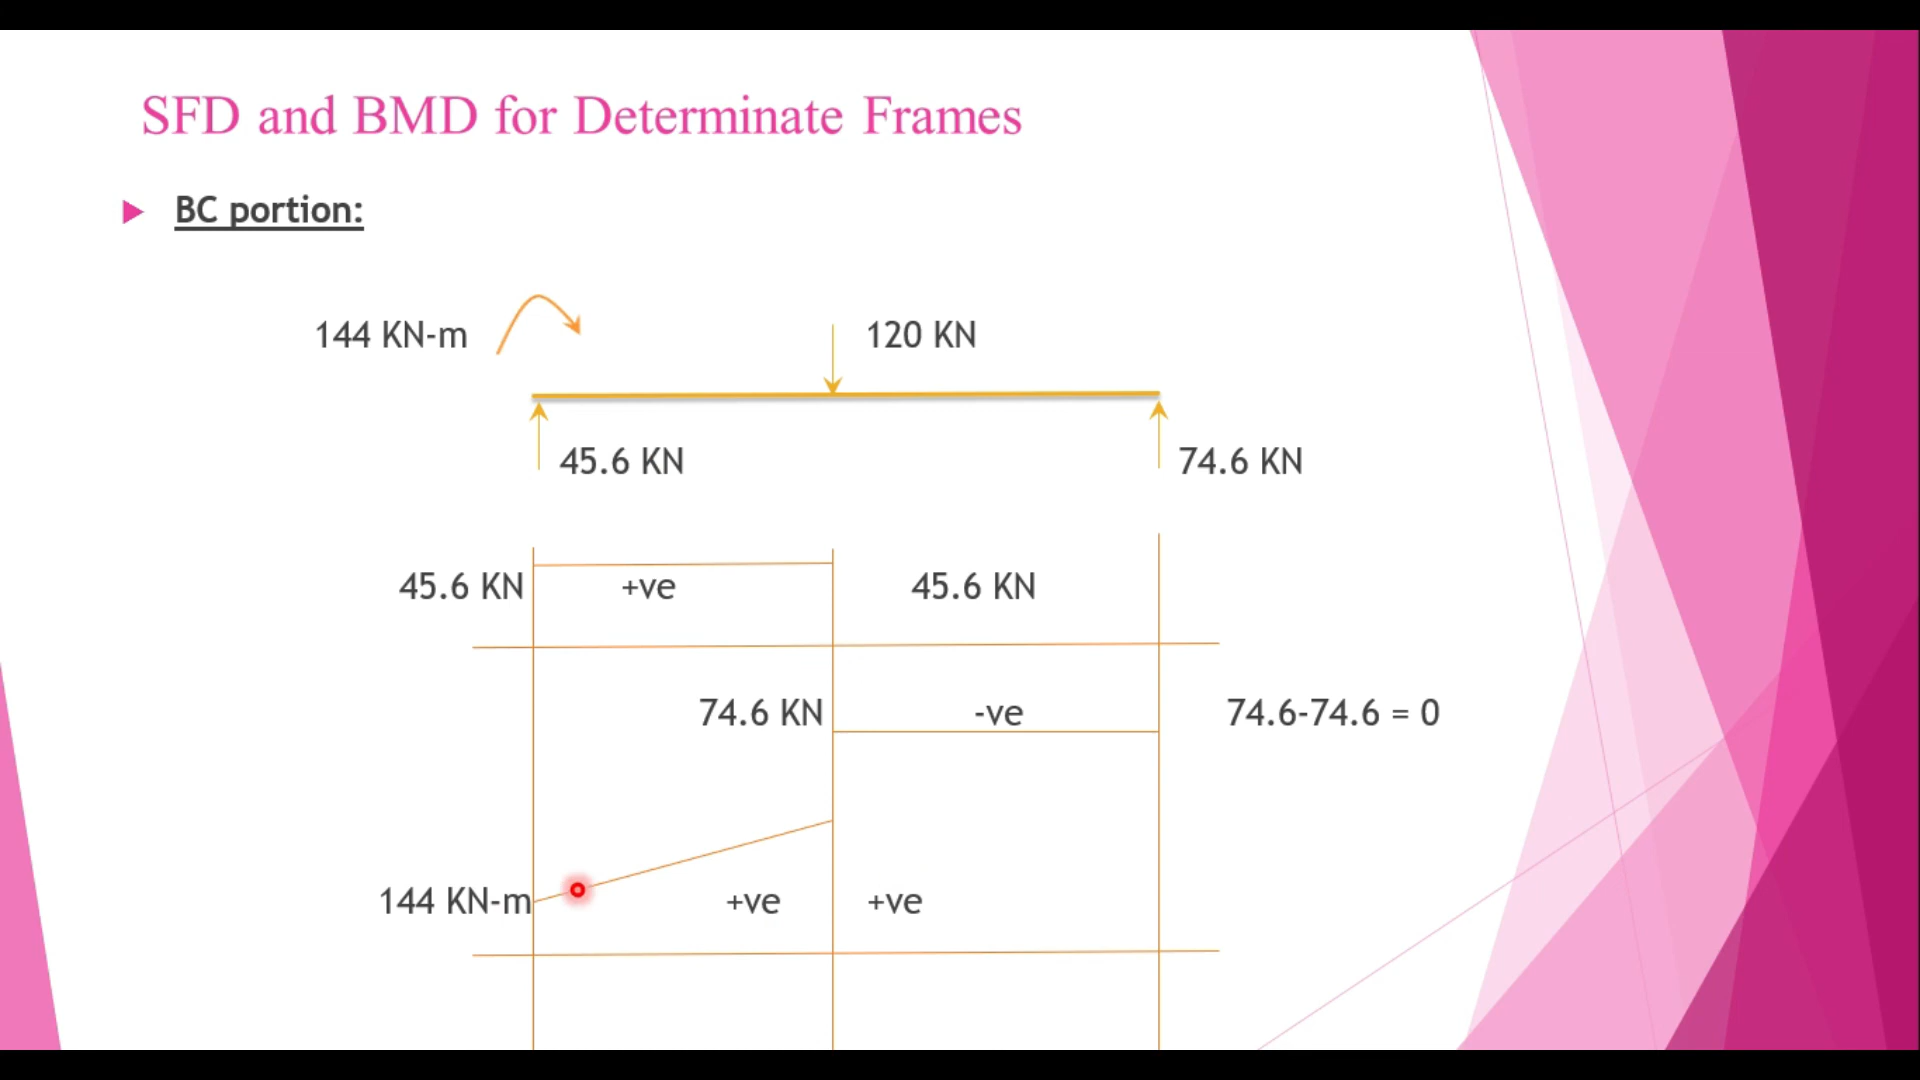 SFD and BMD for Determinate Frames
BC portion:
144 KN-m
120 KN
45.6 KN
74.6 KN
45.6 KN
+ve
45.6 KN
74.6 KN
-ve
74.6-74.6 = 0
144 KN-m
+ve
+ve